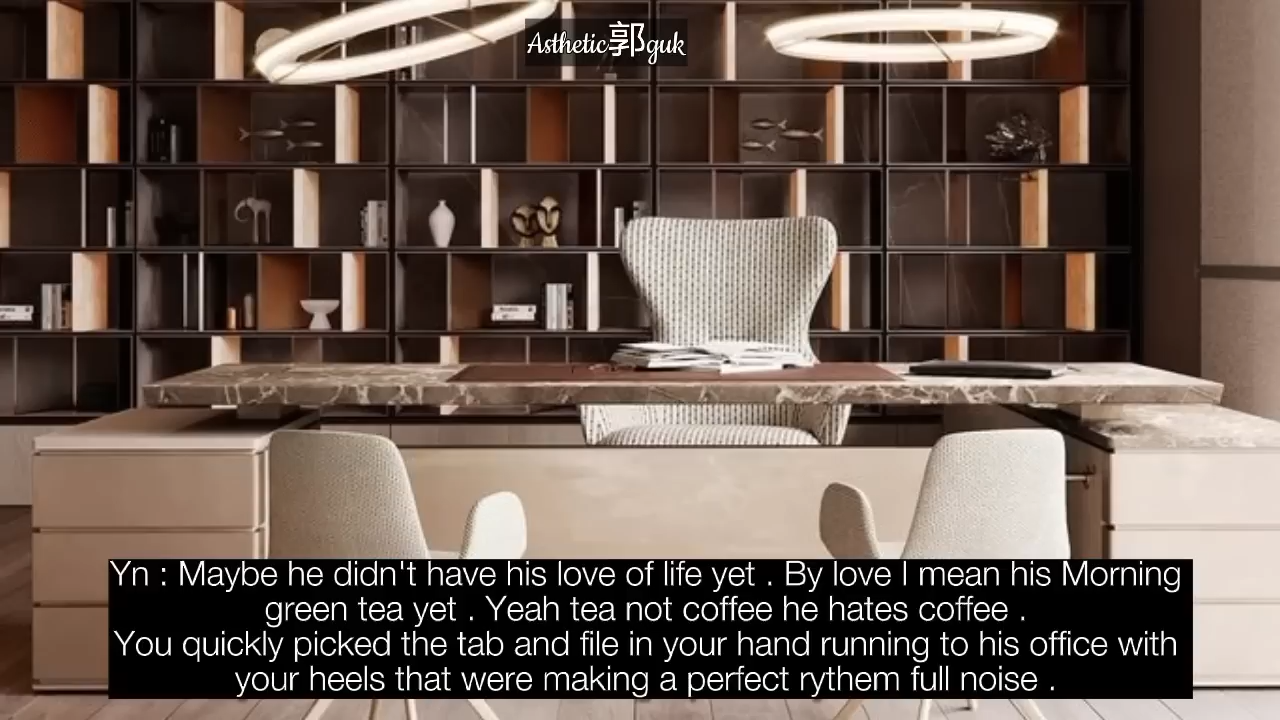 Asthetic郭guk
Yn : Maybe he didn't have his love of life yet . By love I mean his Morning
green tea yet . Yeah tea not coffee he hates coffee .
You quickly picked the tab and file in your hand running to his office with
your heels that were making a perfect rythem full noise .